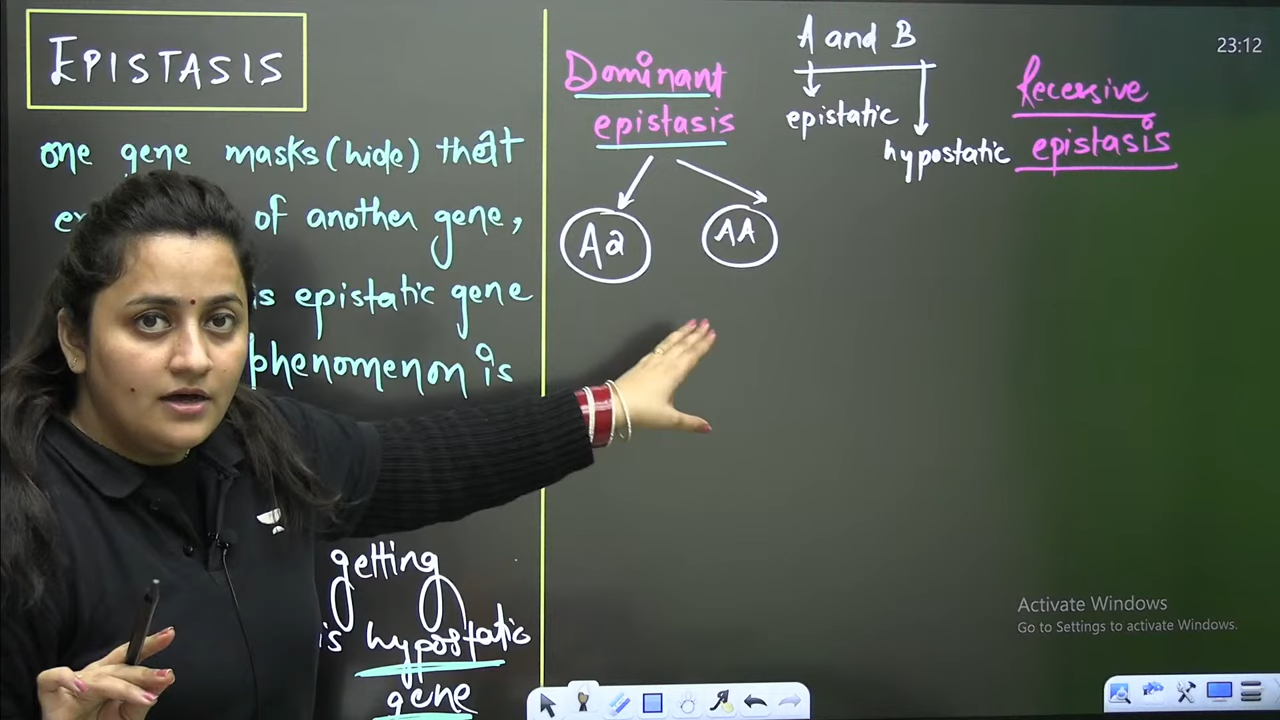 EPISTASIS
one gene masks (hide) that
of another gene,
is epistatic gene
phenomenon is
getting
is hypostatic
gene
Dominant
epistasis
Aa
AA
A and B
epistatic
hypostatic
Recessive
epistasis
23:12
Activate Windows
Go to Settings to activate Windows.